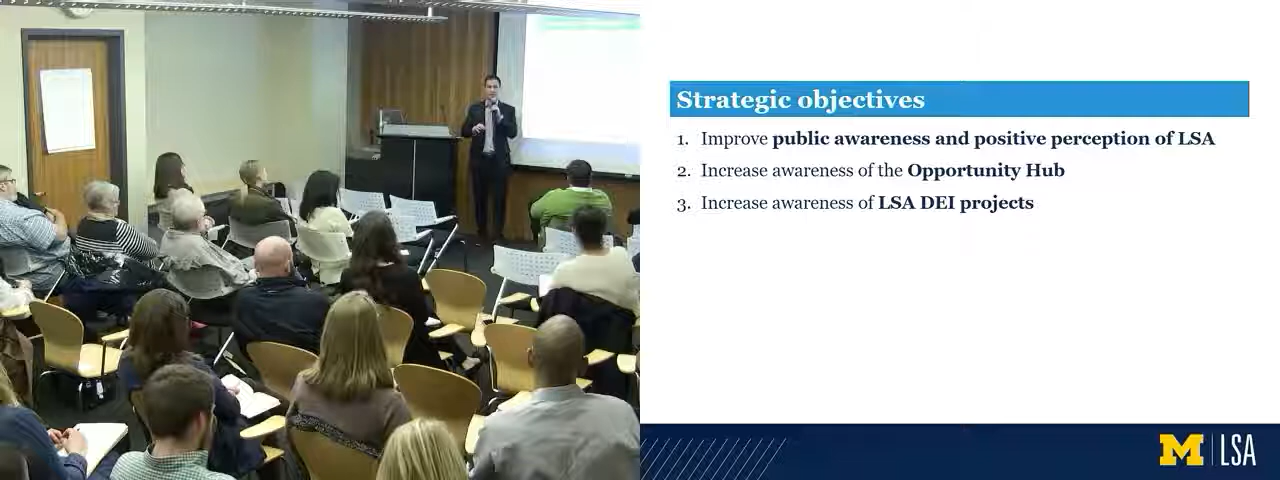 Strategic objectives
1. Improve public awareness and positive perception of LSA
2. Increase awareness of the Opportunity Hub
3. Increase awareness of LSA DEI projects
M | LSA